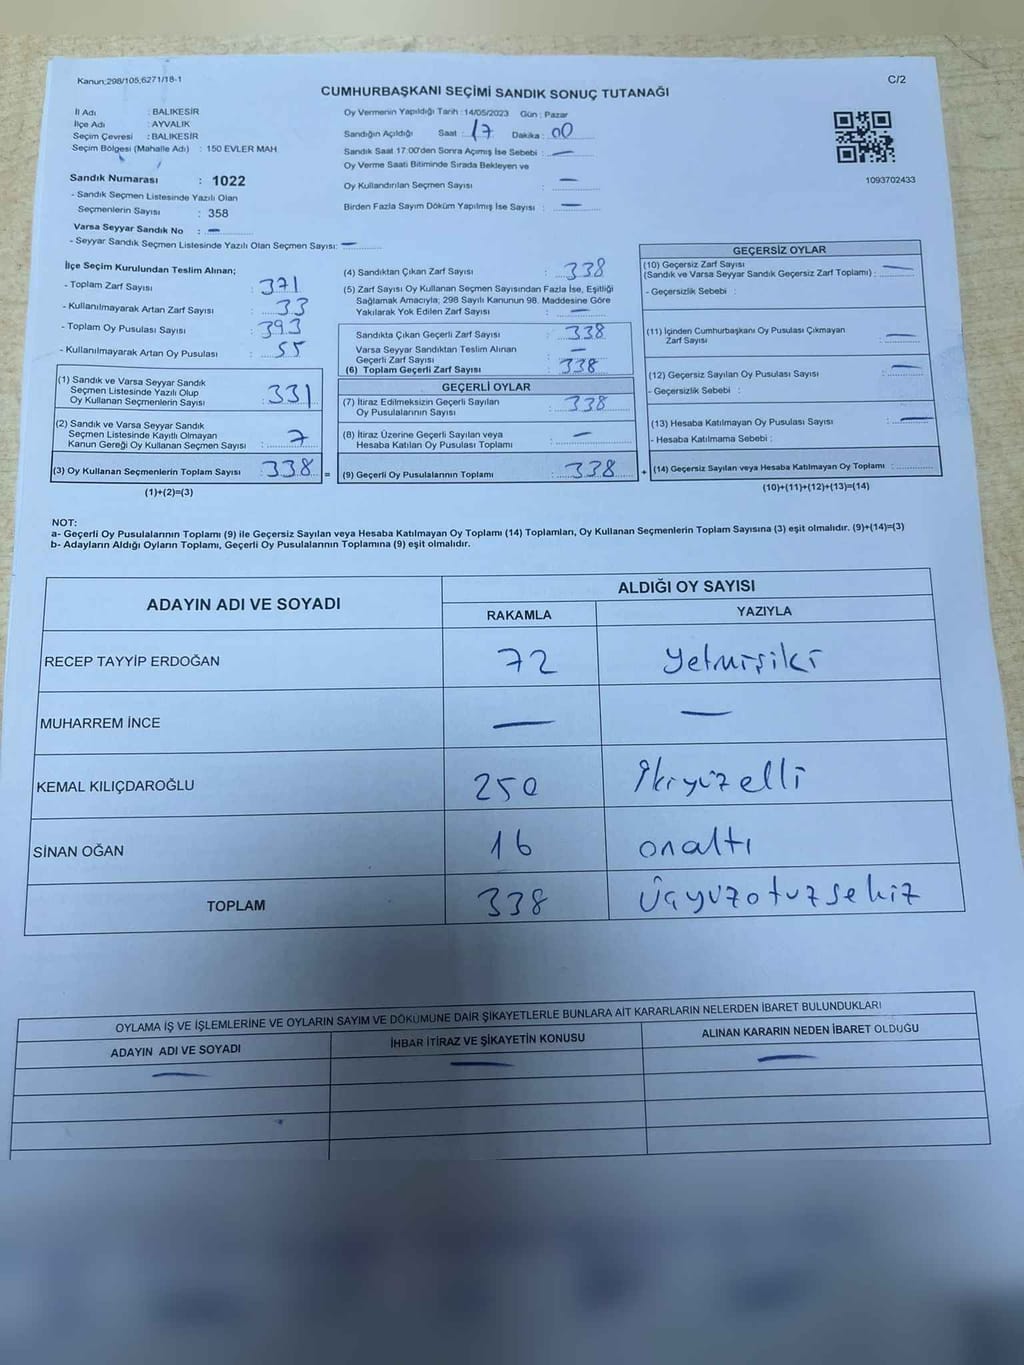 Kanun:298/105,6271/18-1
C/2
CUMHURBAŞKANI SEÇİMİ SANDIK SONUÇ TUTANAĞI
İl Adı : BALIKESİR
İlçe Adı : AYVALIK
Seçim Çevresi : BALIKESİR
Seçim Bölgesi (Mahalle Adı) : 150 EVLER MAH.
Oy Vermenin Yapıldığı Tarih :14/05/2023 Gün : Pazar
Sandığın Açıldığı Saat : 17 Dakika : 00
Sandık Saat 17:00'den Sonra Açımış İse Sebebi : —
Oy Verme Saati Bitiminde Sırada Bekleyen ve
Oy Kullandırılan Seçmen Sayısı : —
Birden Fazla Sayım Döküm Yapılmış İse Sayısı : —
1093702433
Sandık Numarası : 1022
- Sandık Seçmen Listesinde Yazılı Olan
Seçmenlerin Sayısı : 358
Varsa Seyyar Sandık No : —
- Seyyar Sandık Seçmen Listesinde Yazılı Olan Seçmen Sayısı: —
İlçe Seçim Kurulundan Teslim Alınan;
- Toplam Zarf Sayısı : 371
- Kullanılmayarak Artan Zarf Sayısı : 33
- Toplam Oy Pusulası Sayısı : 393
- Kullanılmayarak Artan Oy Pusulası : 55
(1) Sandık ve Varsa Seyyar Sandık
Seçmen Listesinde Yazılı Olup
Oy Kullanan Seçmenlerin Sayısı : 331
(2) Sandık ve Varsa Seyyar Sandık
Seçmen Listesinde Kayıtlı Olmayan
Kanun Gereği Oy Kullanan Seçmen Sayısı : 7
(3) Oy Kullanan Seçmenlerin Toplam Sayısı 338 =
(1)+(2)=(3)
(4) Sandıktan Çıkan Zarf Sayısı : 338
(5) Zarf Sayısı Oy Kullanan Seçmen Sayısından Fazla İse, Eşitliği
Sağlamak Amacıyla; 298 Sayılı Kanunun 98. Maddesine Göre
Yakılarak Yok Edilen Zarf Sayısı : —
Sandıkta Çıkan Geçerli Zarf Sayısı : 338
Varsa Seyyar Sandıktan Teslim Alınan
Geçerli Zarf Sayısı : —
(6) Toplam Geçerli Zarf Sayısı : 338
GEÇERLİ OYLAR
(7) İtiraz Edilmeksizin Geçerli Sayılan
Oy Pusulalarının Sayısı : 338
(8) İtiraz Üzerine Geçerli Sayılan veya
Hesaba Katılan Oy Pusulası Toplamı : —
(9) Geçerli Oy Pusulalarının Toplamı : 338 +
GEÇERSİZ OYLAR
(10) Geçersiz Zarf Sayısı
(Sandık ve Varsa Seyyar Sandık Geçersiz Zarf Toplamı) : —
- Geçersizlik Sebebi :
(11) İçinden Cumhurbaşkanı Oy Pusulası Çıkmayan
Zarf Sayısı : —
(12) Geçersiz Sayılan Oy Pusulası Sayısı : —
- Geçersizlik Sebebi :
(13) Hesaba Katılmayan Oy Pusulası Sayısı : —
- Hesaba Katılmama Sebebi :
(14) Geçersiz Sayılan veya Hesaba Katılmayan Oy Toplamı :
(10)+(11)+(12)+(13)=(14)
NOT:
a- Geçerli Oy Pusulalarının Toplamı (9) ile Geçersiz Sayılan veya Hesaba Katılmayan Oy Toplamı (14) Toplamları, Oy Kullanan Seçmenlerin Toplam Sayısına (3) eşit olmalıdır. (9)+(14)=(3)
b- Adayların Aldığı Oyların Toplamı, Geçerli Oy Pusulalarının Toplamına (9) eşit olmalıdır.
ADAYIN ADI VE SOYADI
ALDIĞI OY SAYISI
RAKAMLA YAZIYLA
RECEP TAYYİP ERDOĞAN 72 Yetmişiki
MUHARREM İNCE — —
KEMAL KILIÇDAROĞLU 250 İkiyüzelli
SİNAN OĞAN 16 onaltı
TOPLAM 338 Üçyüzotuzsekiz
OYLAMA İŞ VE İŞLEMLERİNE VE OYLARIN SAYIM VE DÖKÜMÜNE DAİR ŞİKAYETLERLE BUNLARA AİT KARARLARIN NELERDEN İBARET BULUNDUKLARI
ADAYIN ADI VE SOYADI İHBAR İTİRAZ VE ŞİKAYETİN KONUSU ALINAN KARARIN NEDEN İBARET OLDUĞU
— — —